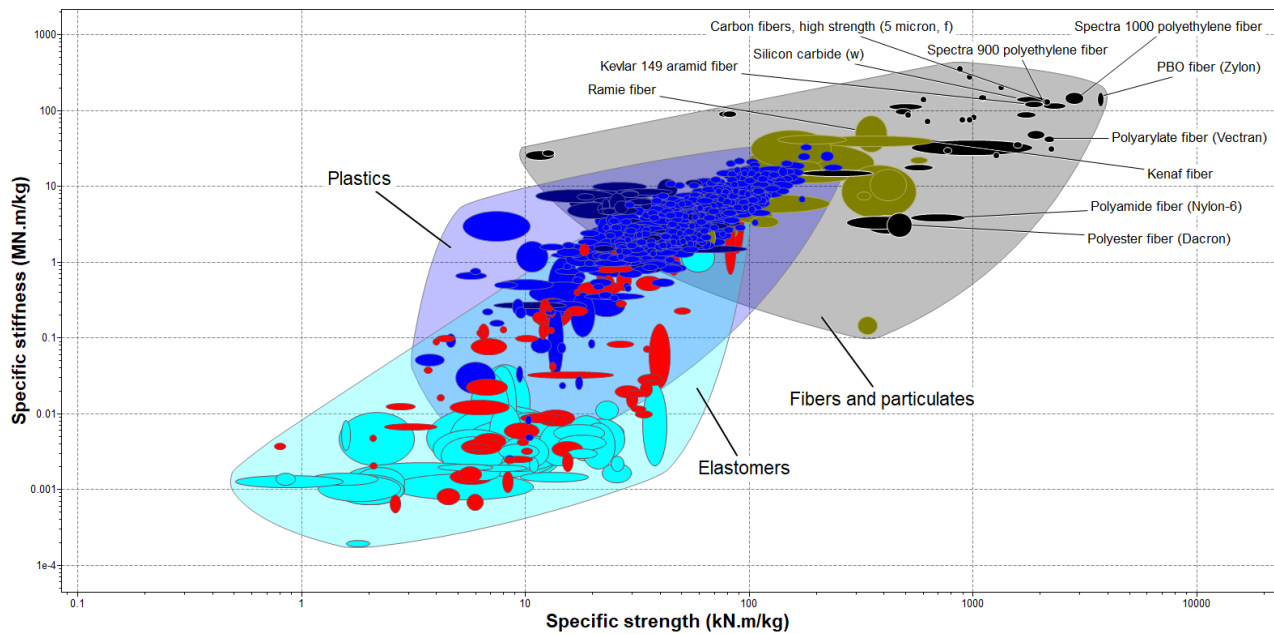 Carbon fibers, high strength (5 micron, f)
Spectra 1000 polyethylene fiber
Silicon carbide (w)
Spectra 900 polyethylene fiber
Kevlar 149 aramid fiber
PBO fiber (Zylon)
Ramie fiber
Polyarylate fiber (Vectran)
Plastics
Kenaf fiber
Polyamide fiber (Nylon-6)
Polyester fiber (Dacron)
Fibers and particulates
Elastomers
Specific stiffness (MN.m/kg)
1000
100
10
1
0.1
0.01
0.001
1e-4
0.1
1
10
100
1000
10000
Specific strength (kN.m/kg)